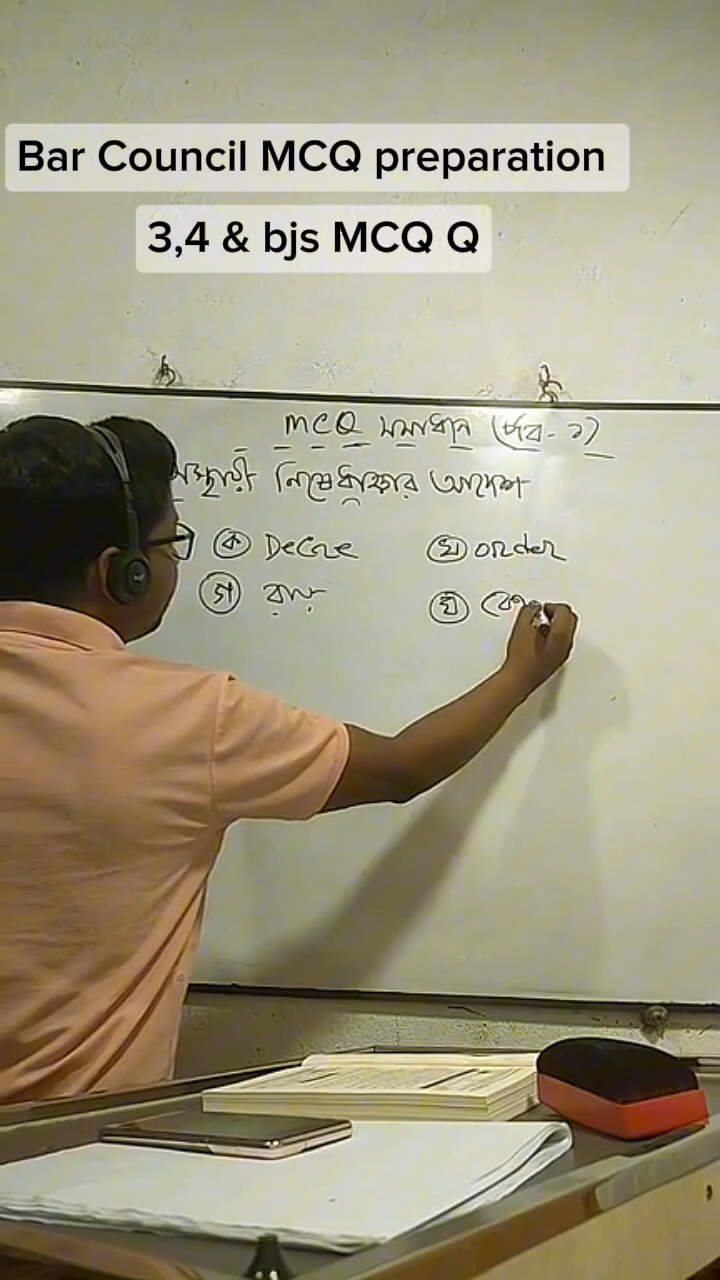 Bar Council MCQ preparation
3,4 & bjs MCQ Q
MCQ সমাধান (পর্ব-১)
নিষেধাজ্ঞার আদেশ
ক Decree খ order
গ রায় ঘ